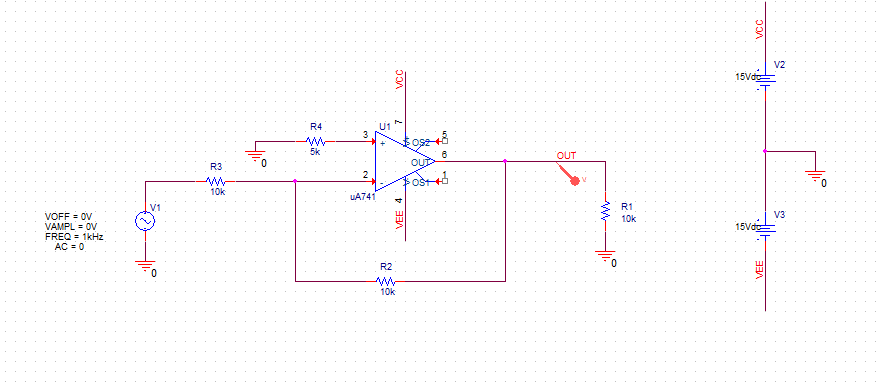 VCC
V2
15Vdc
0
V3
15Vdc
VEE
VCC
U1
7
R4
5k
0
3
+
OS2
5
OUT
6
2
-
OS1
1
uA741
4
VEE
OUT
V
R3
10k
V1
VOFF = 0V
VAMPL = 0V
FREQ = 1kHz
AC = 0
0
R1
10k
0
R2
10k